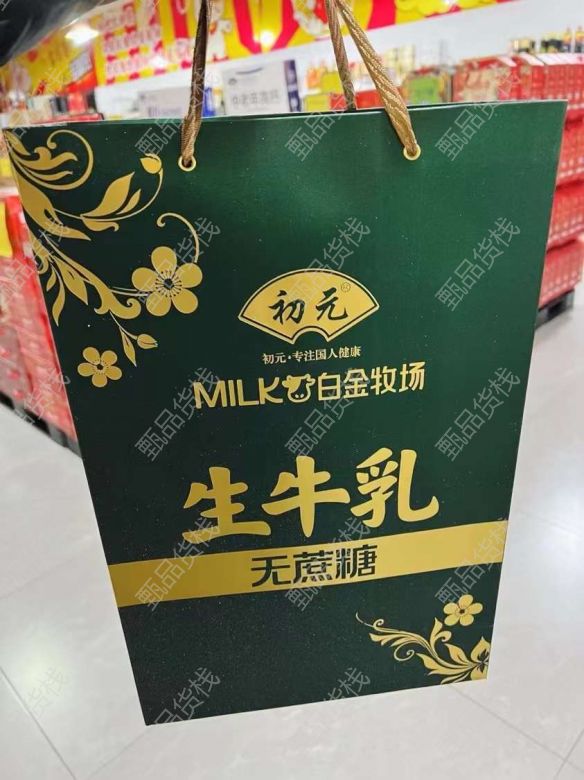 初元®
初元·专注国人健康
MILK白金牧场
生牛乳
无蔗糖
甄品货栈